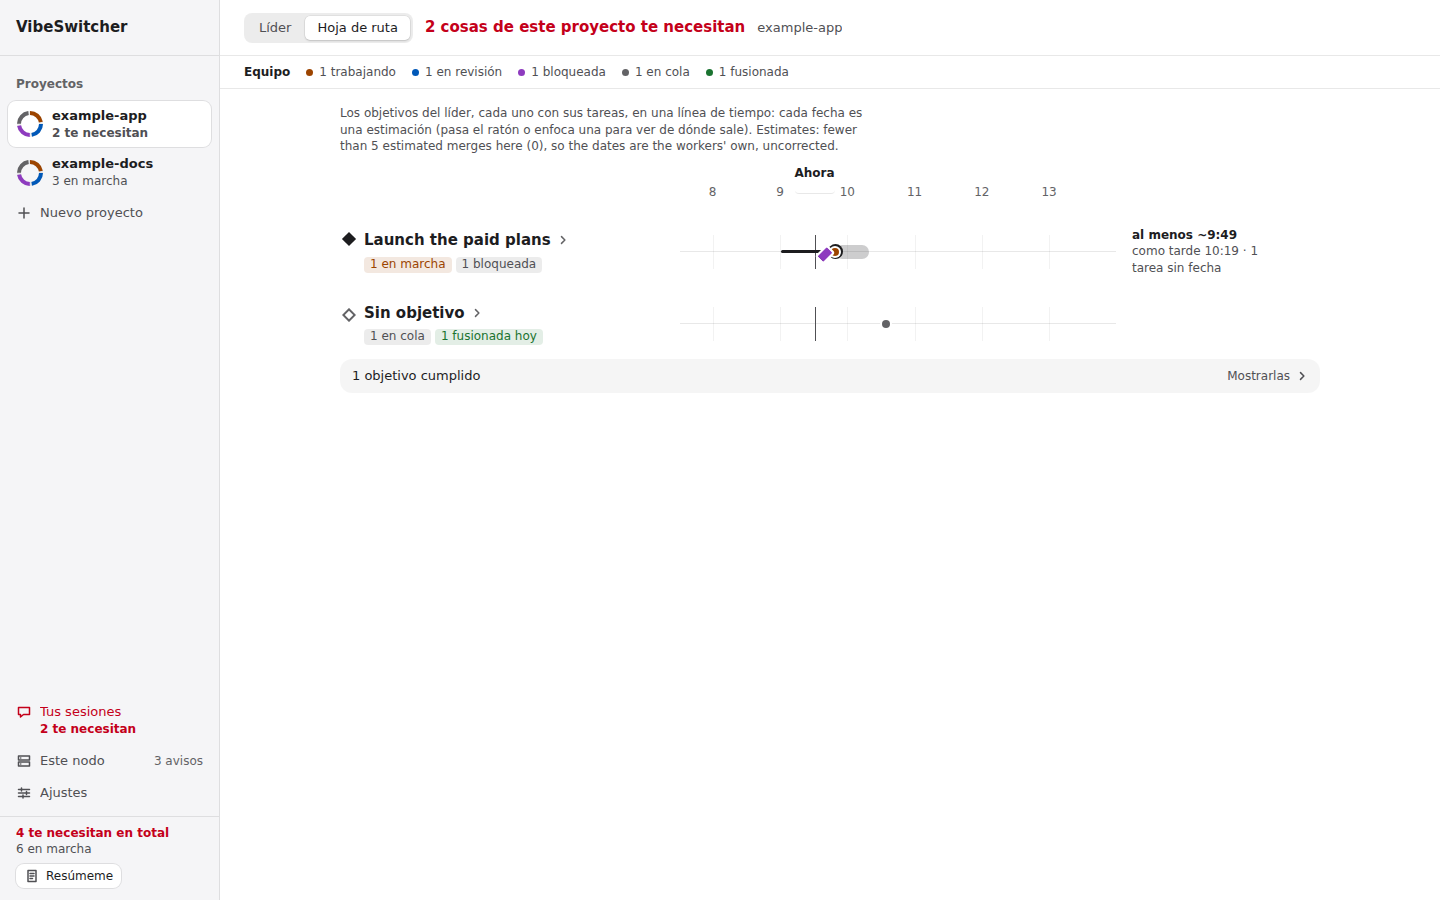 VibeSwitcher
Líder
Hoja de ruta
2 cosas de este proyecto te necesitan
example-app
Equipo
1 trabajando
1 en revisión
1 bloqueada
1 en cola
1 fusionada
Proyectos
example-app
2 te necesitan
example-docs
3 en marcha
Nuevo proyecto
Los objetivos del líder, cada uno con sus tareas, en una línea de tiempo: cada fecha es
una estimación (pasa el ratón o enfoca una para ver de dónde sale). Estimates: fewer
than 5 estimated merges here (0), so the dates are the workers' own, uncorrected.
Ahora
8 9 10 11 12 13
Launch the paid plans
1 en marcha
1 bloqueada
al menos ~9:49
como tarde 10:19 · 1
tarea sin fecha
Sin objetivo
1 en cola
1 fusionada hoy
1 objetivo cumplido
Mostrarlas
Tus sesiones
2 te necesitan
Este nodo
3 avisos
Ajustes
4 te necesitan en total
6 en marcha
Resúmeme